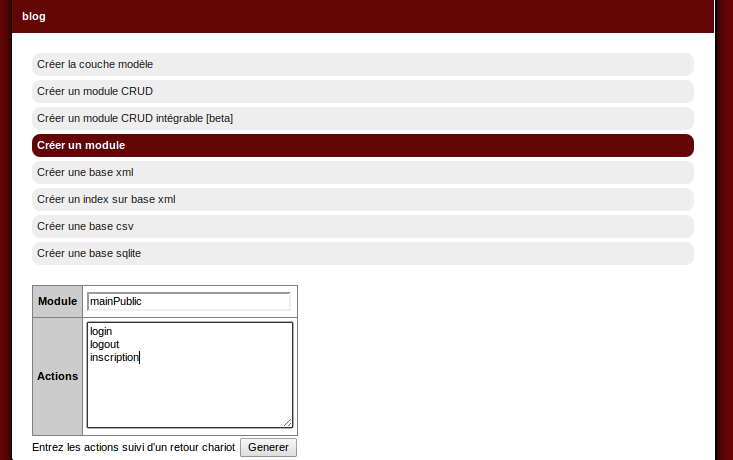 blog
Créer la couche modèle
Créer un module CRUD
Créer un module CRUD intégrable [beta]
Créer un module
Créer une base xml
Créer un index sur base xml
Créer une base csv
Créer une base sqlite
Module mainPublic
Actions
login
logout
inscription
Entrez les actions suivi d'un retour chariot Generer